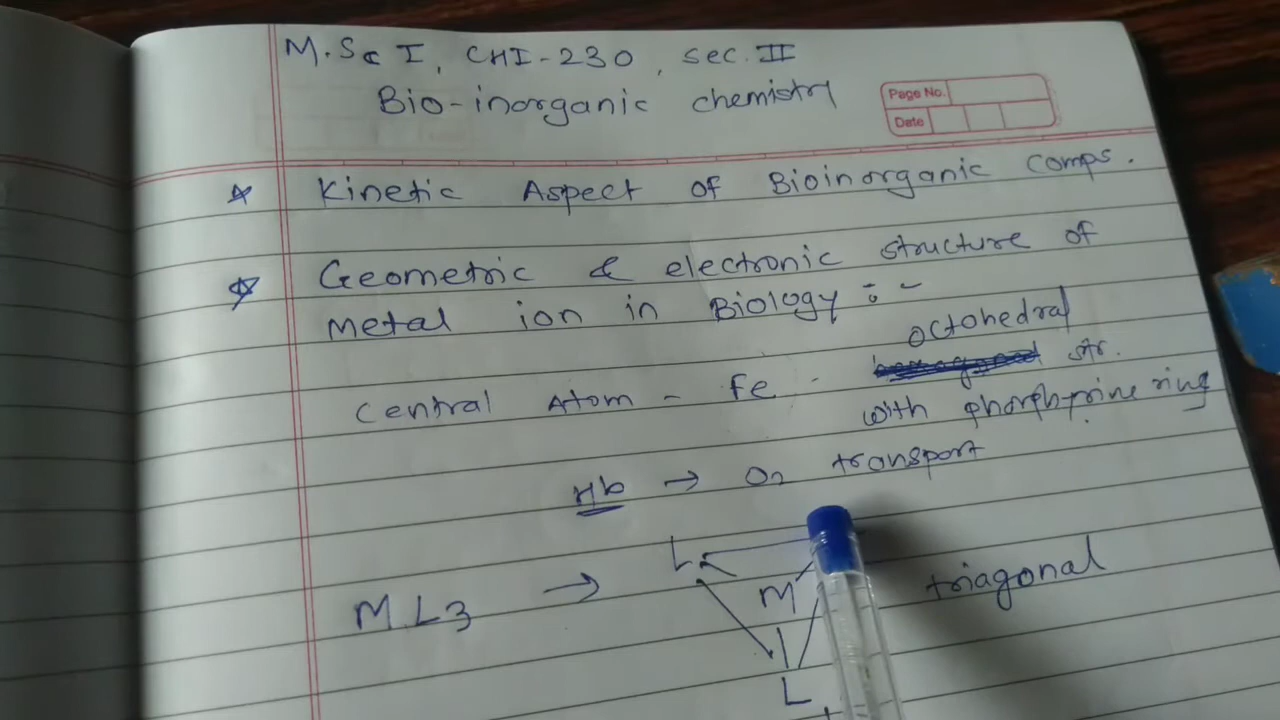 M.Sc I, CHI-230, sec. II
Bio-inorganic chemistry
Page No.
Date
Kinetic Aspect of Bioinorganic Comps.
Geometric & electronic structure of
Metal ion in Biology :-
Central Atom - Fe - octohedral str.
with phorphyrine ring
Hb → O2 transport
ML3 → L M L triagonal